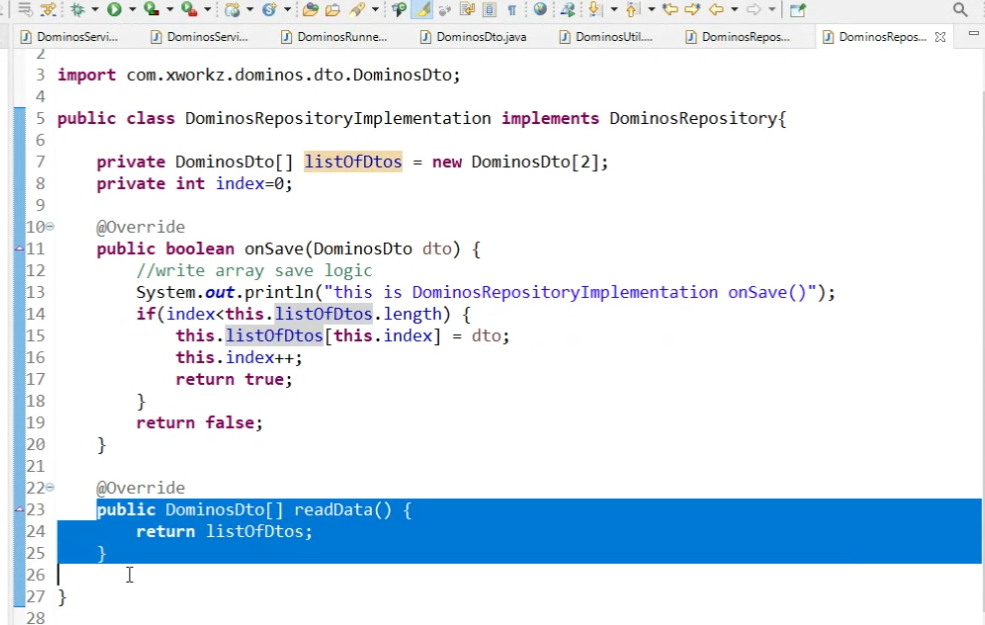 DominosServi... DominosServi... DominosRunne... DominosDto.java DominosUtil.... DominosRepos... DominosRepos...
2
3 import com.xworkz.dominos.dto.DominosDto;
4
5 public class DominosRepositoryImplementation implements DominosRepository{
6
7 private DominosDto[] listOfDtos = new DominosDto[2];
8 private int index=0;
9
10 @Override
11 public boolean onSave(DominosDto dto) {
12 //write array save logic
13 System.out.println("this is DominosRepositoryImplementation onSave()");
14 if(index<this.listOfDtos.length) {
15 this.listOfDtos[this.index] = dto;
16 this.index++;
17 return true;
18 }
19 return false;
20 }
21
22 @Override
23 public DominosDto[] readData() {
24 return listOfDtos;
25 }
26
27 }
28